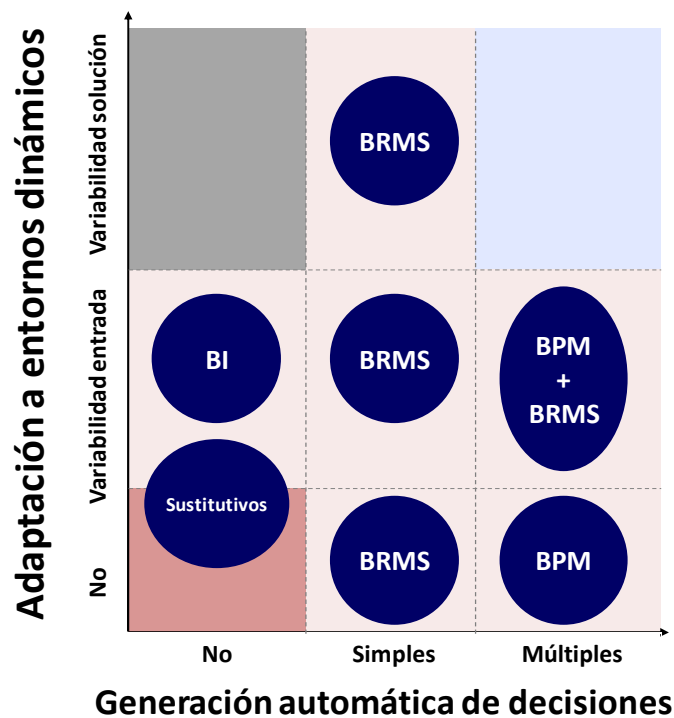 Adaptación a entornos dinámicos
Variabilidad solución
Variabilidad entrada
No
BRMS
BI
BRMS
BPM
+
BRMS
Sustitutivos
BRMS
BPM
No
Simples
Múltiples
Generación automática de decisiones